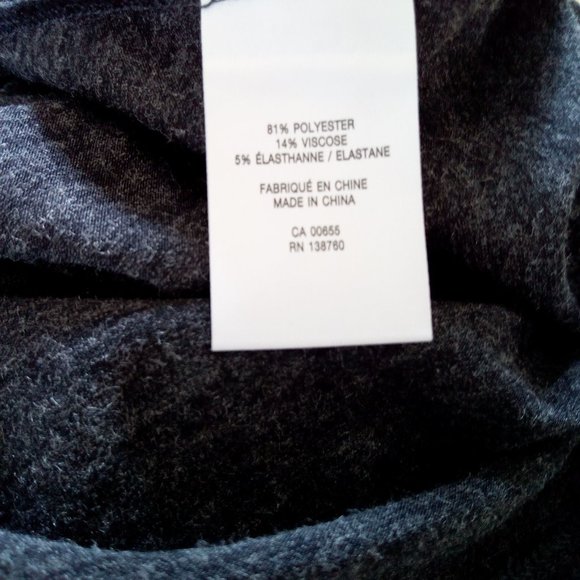 81% POLYESTER
14% VISCOSE
5% ÉLASTHANNE / ELASTANE
FABRIQUÉ EN CHINE
MADE IN CHINA
CA 00655
RN 138760